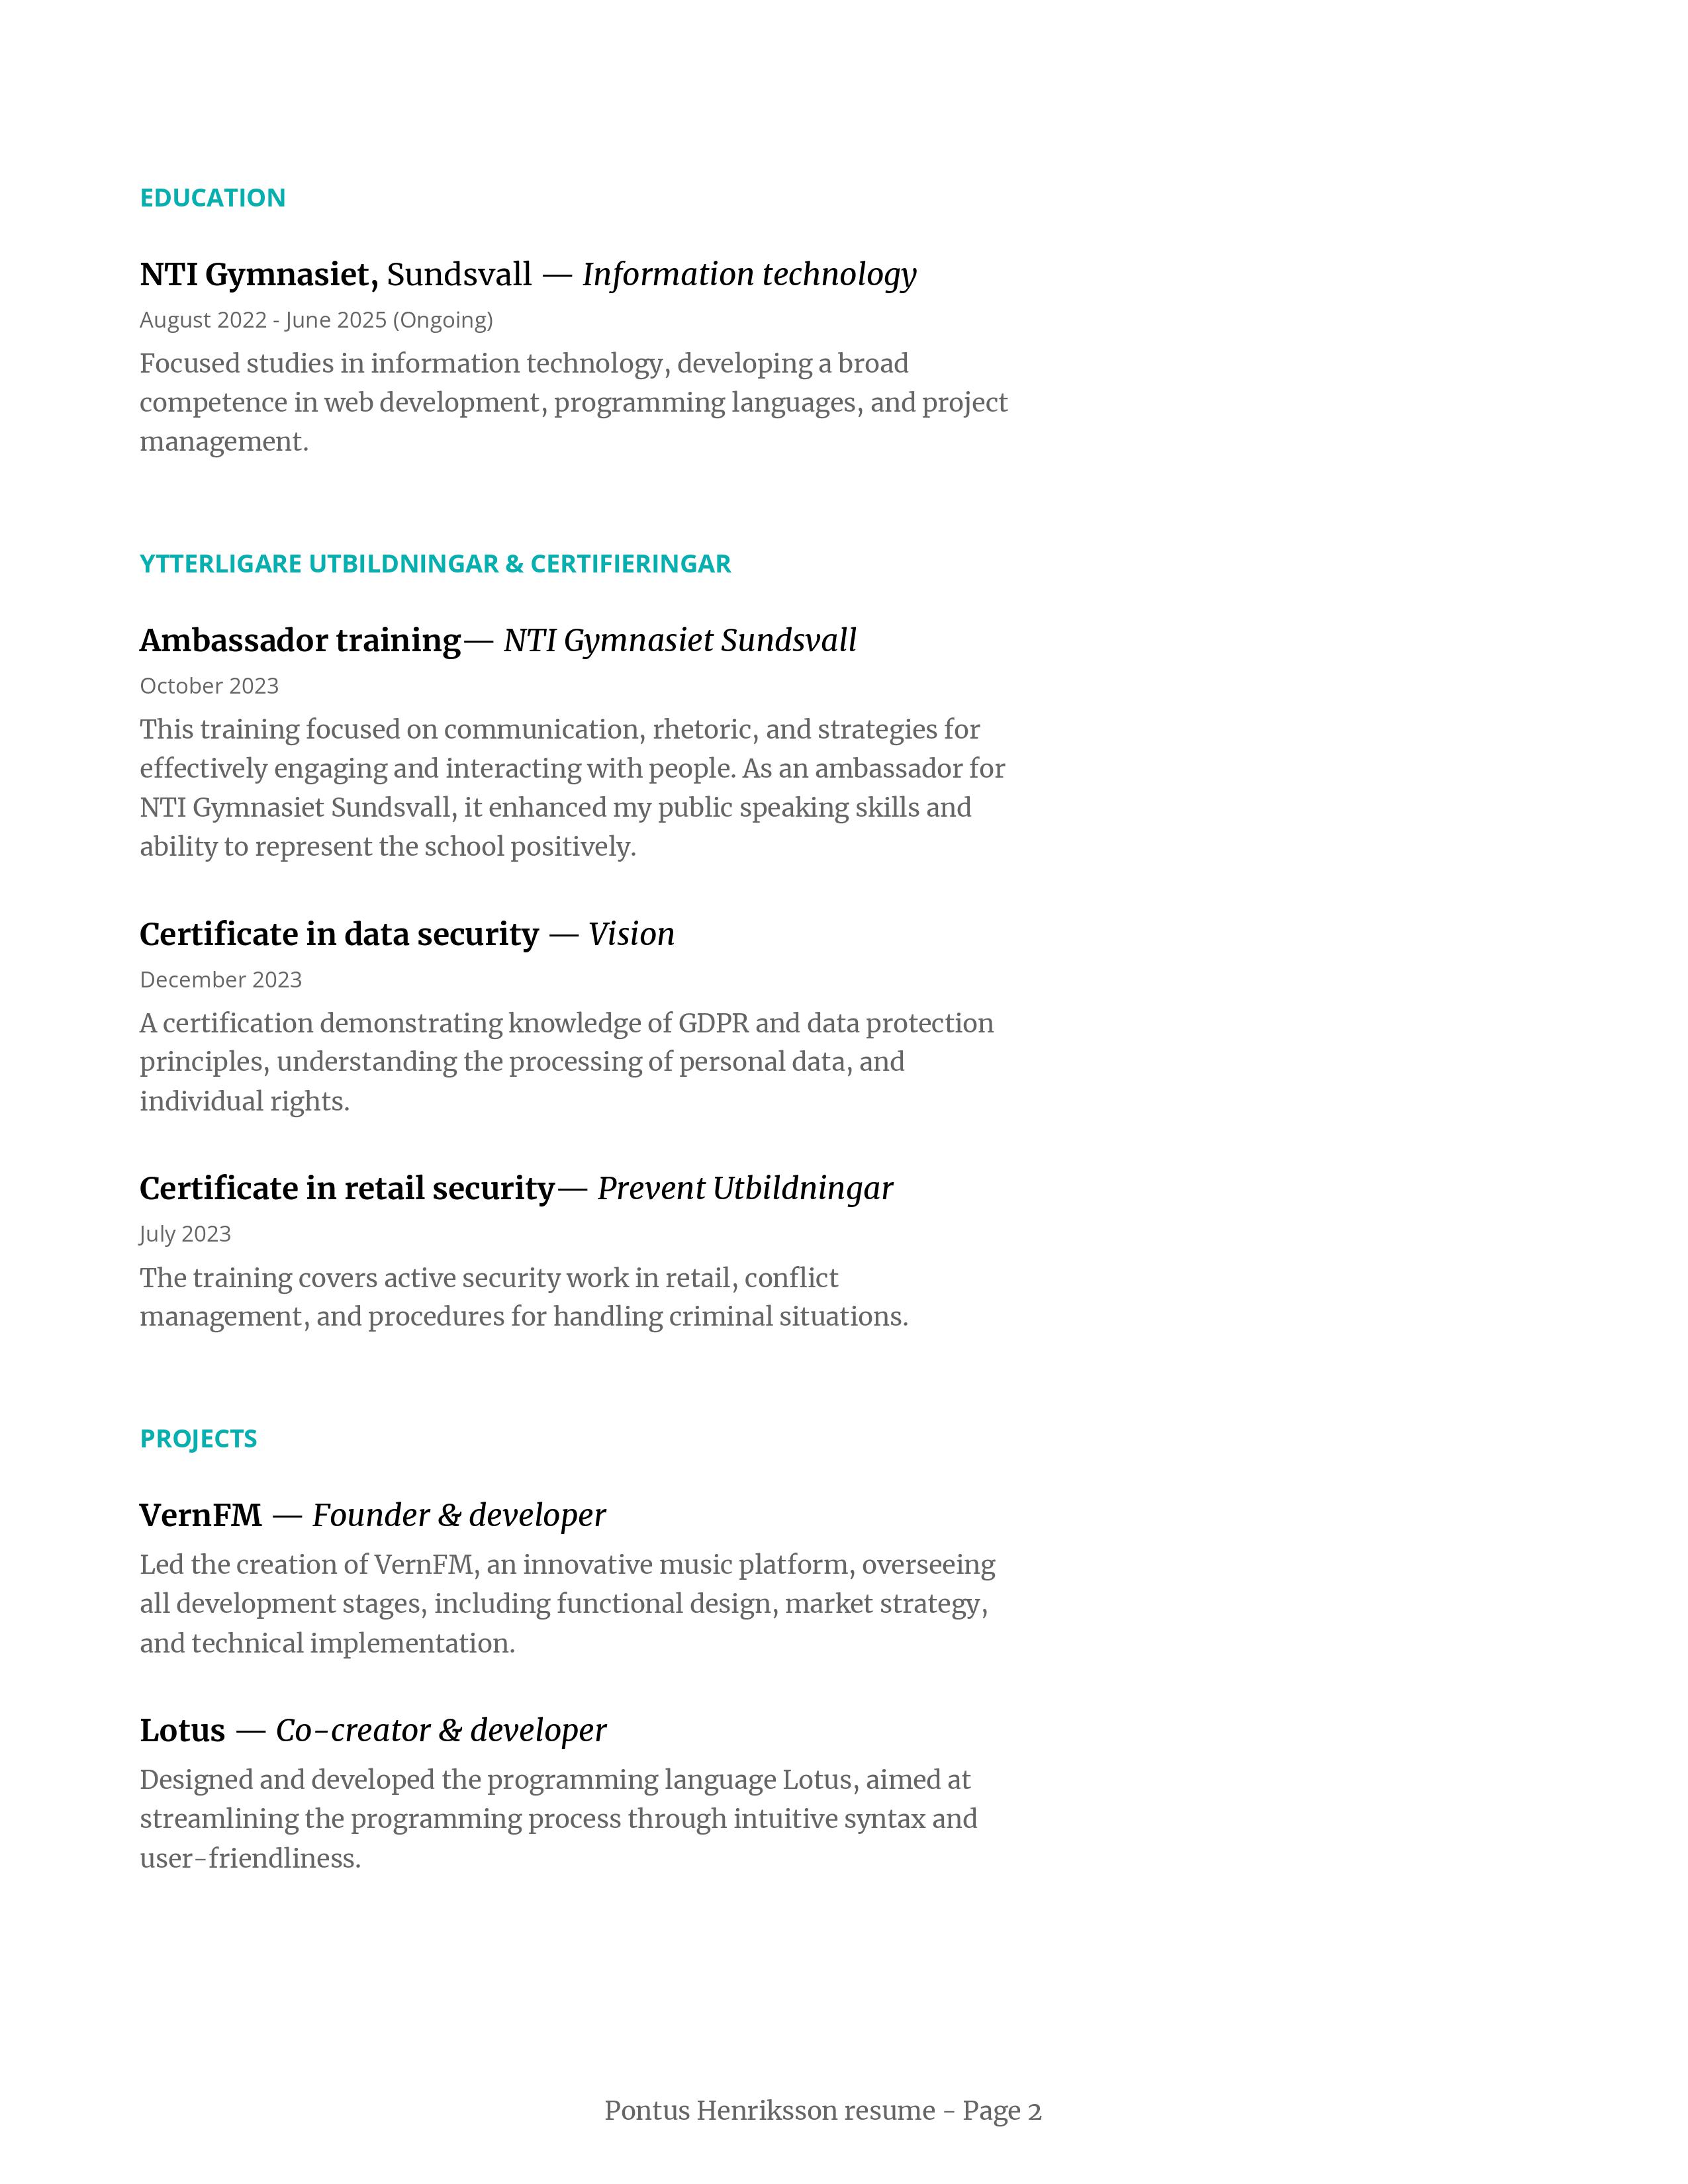 EDUCATION
NTI Gymnasiet, Sundsvall — Information technology
August 2022 - June 2025 (Ongoing)
Focused studies in information technology, developing a broad
competence in web development, programming languages, and project
management.
YTTERLIGARE UTBILDNINGAR & CERTIFIERINGAR
Ambassador training— NTI Gymnasiet Sundsvall
October 2023
This training focused on communication, rhetoric, and strategies for
effectively engaging and interacting with people. As an ambassador for
NTI Gymnasiet Sundsvall, it enhanced my public speaking skills and
ability to represent the school positively.
Certificate in data security — Vision
December 2023
A certification demonstrating knowledge of GDPR and data protection
principles, understanding the processing of personal data, and
individual rights.
Certificate in retail security— Prevent Utbildningar
July 2023
The training covers active security work in retail, conflict
management, and procedures for handling criminal situations.
PROJECTS
VernFM — Founder & developer
Led the creation of VernFM, an innovative music platform, overseeing
all development stages, including functional design, market strategy,
and technical implementation.
Lotus — Co-creator & developer
Designed and developed the programming language Lotus, aimed at
streamlining the programming process through intuitive syntax and
user-friendliness.
Pontus Henriksson resume - Page 2